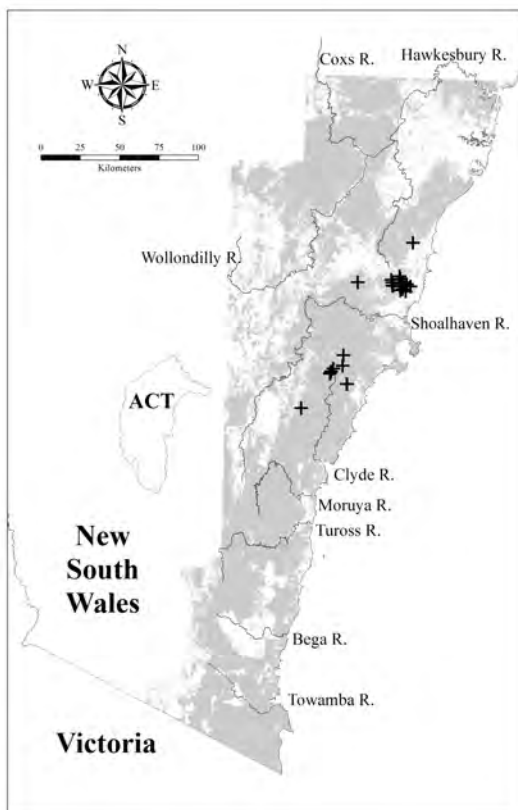 Coxs R.
Hawkesbury R.
N
W
E
S
0
25
50
75
100
Kilometers
Wollondilly R.
Shoalhaven R.
ACT
Clyde R.
Moruya R.
Tuross R.
New
South
Wales
Bega R.
Towamba R.
Victoria